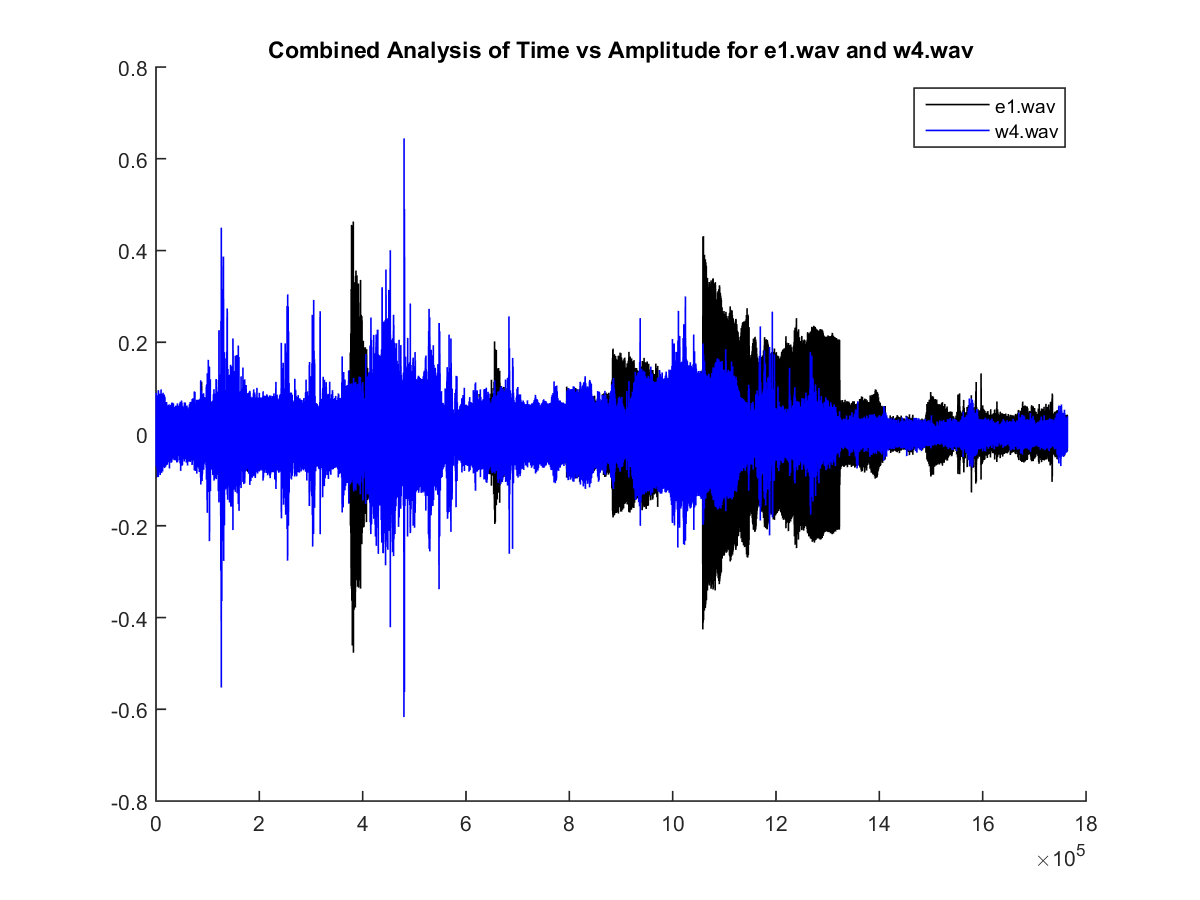 Combined Analysis of Time vs Amplitude for e1.wav and w4.wav
e1.wav
w4.wav
0.8
0.6
0.4
0.2
0
-0.2
-0.4
-0.6
-0.8
0 2 4 6 8 10 12 14 16 18
×10⁵